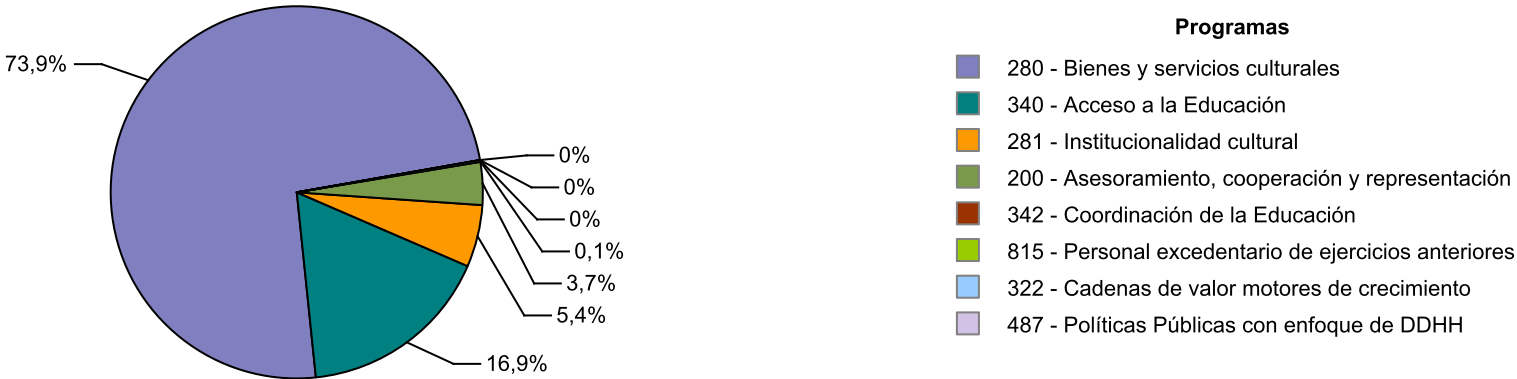 73,9%
0%
0%
0%
0,1%
3,7%
5,4%
16,9%
Programas
280 - Bienes y servicios culturales
340 - Acceso a la Educación
281 - Institucionalidad cultural
200 - Asesoramiento, cooperación y representación
342 - Coordinación de la Educación
815 - Personal excedentario de ejercicios anteriores
322 - Cadenas de valor motores de crecimiento
487 - Políticas Públicas con enfoque de DDHH